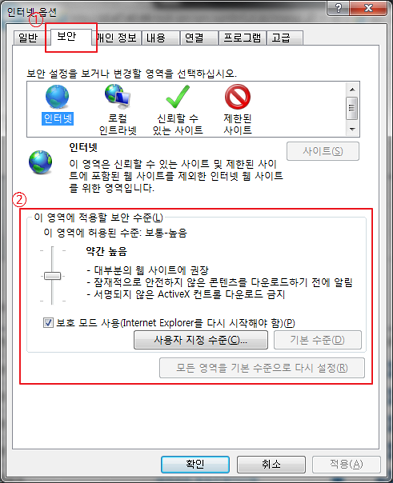 인터넷 옵션
①
일반 보안 개인 정보 내용 연결 프로그램 고급
보안 설정을 보거나 변경할 영역을 선택하십시오.
인터넷 로컬 인트라넷 신뢰할 수 있는 사이트 제한된 사이트
인터넷
사이트(S)
이 영역은 신뢰할 수 있는 사이트 및 제한된 사이
트에 포함된 웹 사이트를 제외한 인터넷 웹 사이트
를 위한 영역입니다.
②
이 영역에 적용할 보안 수준(L)
이 영역에 허용된 수준: 보통-높음
약간 높음
- 대부분의 웹 사이트에 권장
- 잠재적으로 안전하지 않은 콘텐츠를 다운로드하기 전에 알림
- 서명되지 않은 ActiveX 컨트롤 다운로드 금지
보호 모드 사용(Internet Explorer를 다시 시작해야 함)(P)
사용자 지정 수준(C)... 기본 수준(D)
모든 영역을 기본 수준으로 다시 설정(R)
확인 취소 적용(A)